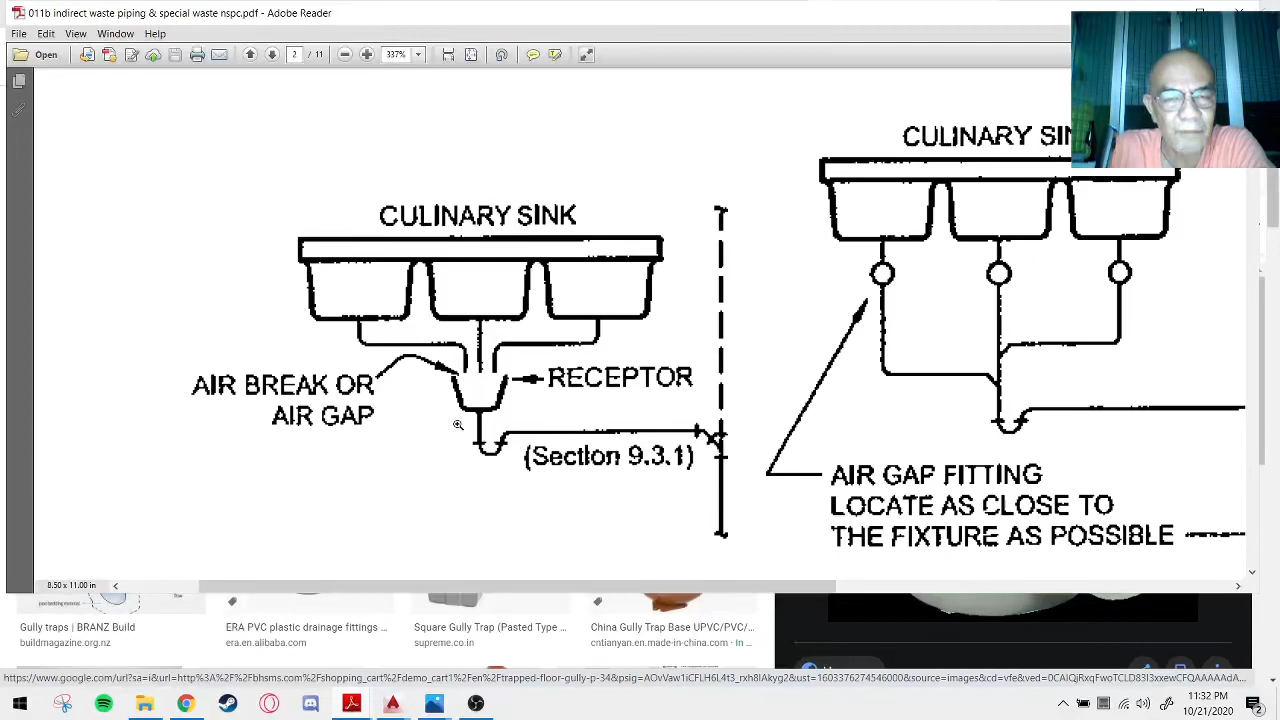 011b indirect waste piping & special waste nspc.pdf - Adobe Reader
File Edit View Window Help
Open
2 / 11
337%
CULINARY SINK
AIR BREAK OR
AIR GAP
RECEPTOR
(Section 9.3.1)
CULINARY SIN
AIR GAP FITTING
LOCATE AS CLOSE TO
THE FIXTURE AS POSSIBLE
8.50 x 11.00 in
Gully traps | BRANZ Build
buildmagazine.org.nz
ERA PVC plastic drainage fittings ...
era.en.alibaba.com
Square Gully Trap (Pasted Type ...
supreme.co.in
China Gully Trap Base UPVC/PVC/...
cntianyan.en.made-in-china.com - In ...
11:32 PM
10/21/2020
2